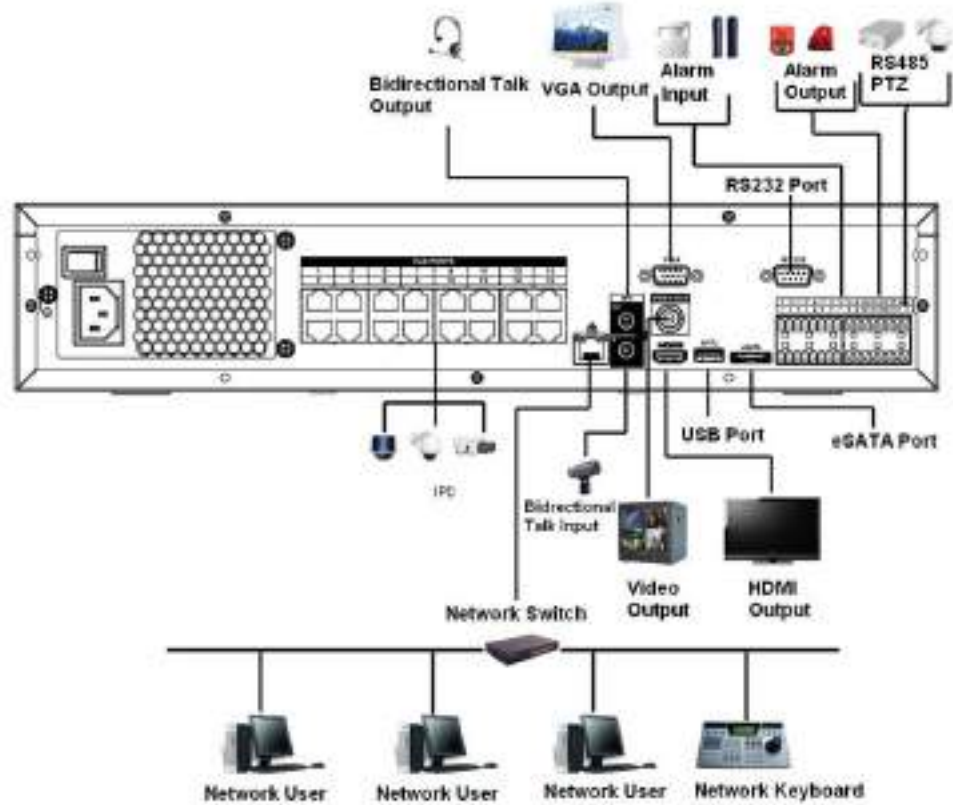 Bidirectional Talk
Output
VGA Output
Alarm
Input
Alarm
Output
RS485
PTZ
RS232 Port
USB Port
eSATA Port
IPC
Bidrectional
Talk Input
Video
Output
HDMI
Output
Network Switch
Network User
Network User
Network User
Network Keyboard